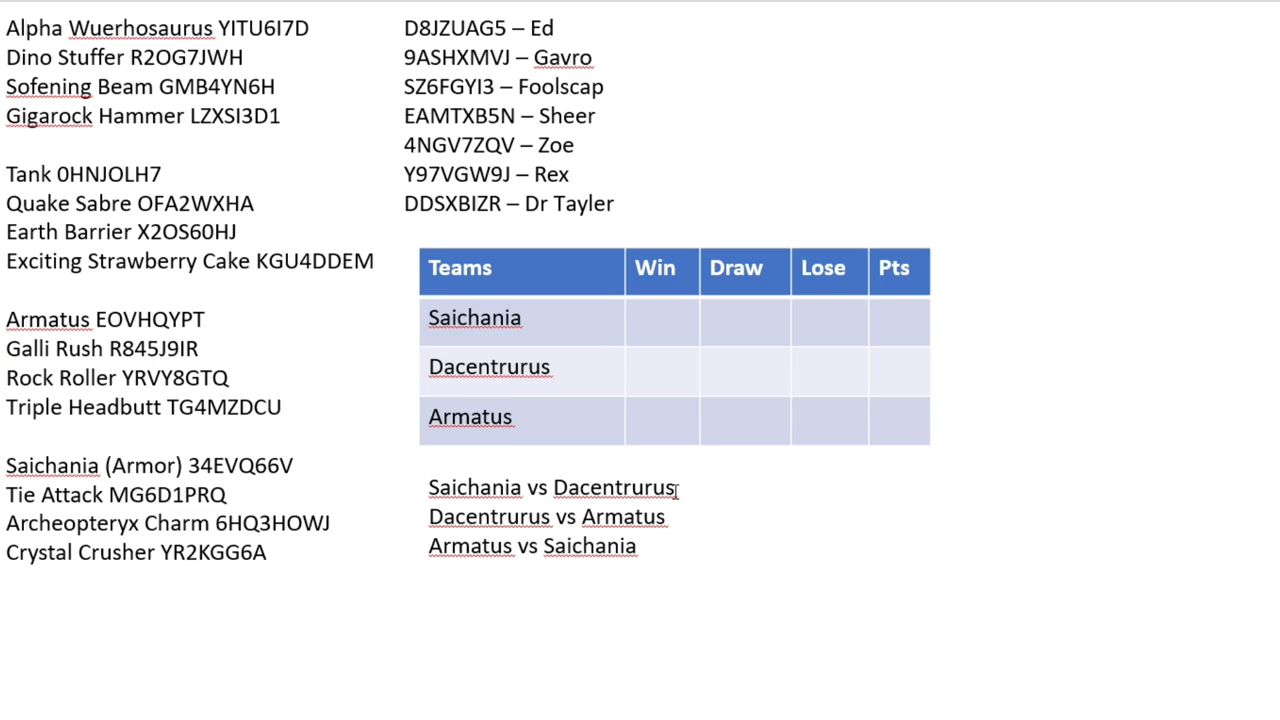 Alpha Wuerhosaurus YITU6I7D
Dino Stuffer R2OG7JWH
Sofening Beam GMB4YN6H
Gigarock Hammer LZXSI3D1
Tank 0HNJOLH7
Quake Sabre OFA2WXHA
Earth Barrier X2OS60HJ
Exciting Strawberry Cake KGU4DDEM
Armatus EOVHQYPT
Galli Rush R845J9IR
Rock Roller YRVY8GTQ
Triple Headbutt TG4MZDCU
Saichania (Armor) 34EVQ66V
Tie Attack MG6D1PRQ
Archeopteryx Charm 6HQ3HOWJ
Crystal Crusher YR2KGG6A
D8JZUAG5 – Ed
9ASHXMVJ – Gavro
SZ6FGYI3 – Foolscap
EAMTXB5N – Sheer
4NGV7ZQV – Zoe
Y97VGW9J – Rex
DDSXBIZR – Dr Tayler
Teams Win Draw Lose Pts
Saichania
Dacentrurus
Armatus
Saichania vs Dacentrurus
Dacentrurus vs Armatus
Armatus vs Saichania